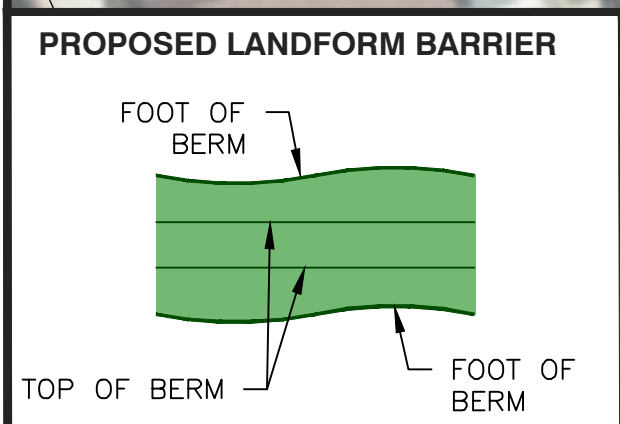 PROPOSED LANDFORM BARRIER
FOOT OF
BERM
TOP OF BERM
FOOT OF
BERM